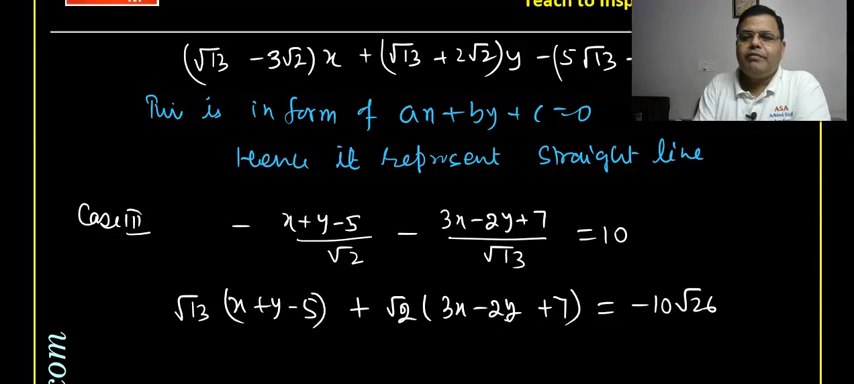 Teach to Insp
(√13 - 3√2)x + (√13 + 2√2)y - (5√13 -
This is in form of ax + by + c = 0
ASA
Hence it represent straight line
Case III - (x+y-5)/√2 - (3x-2y+7)/√13 = 10
√13 (x+y-5) + √2 (3x-2y+7) = -10√26
com